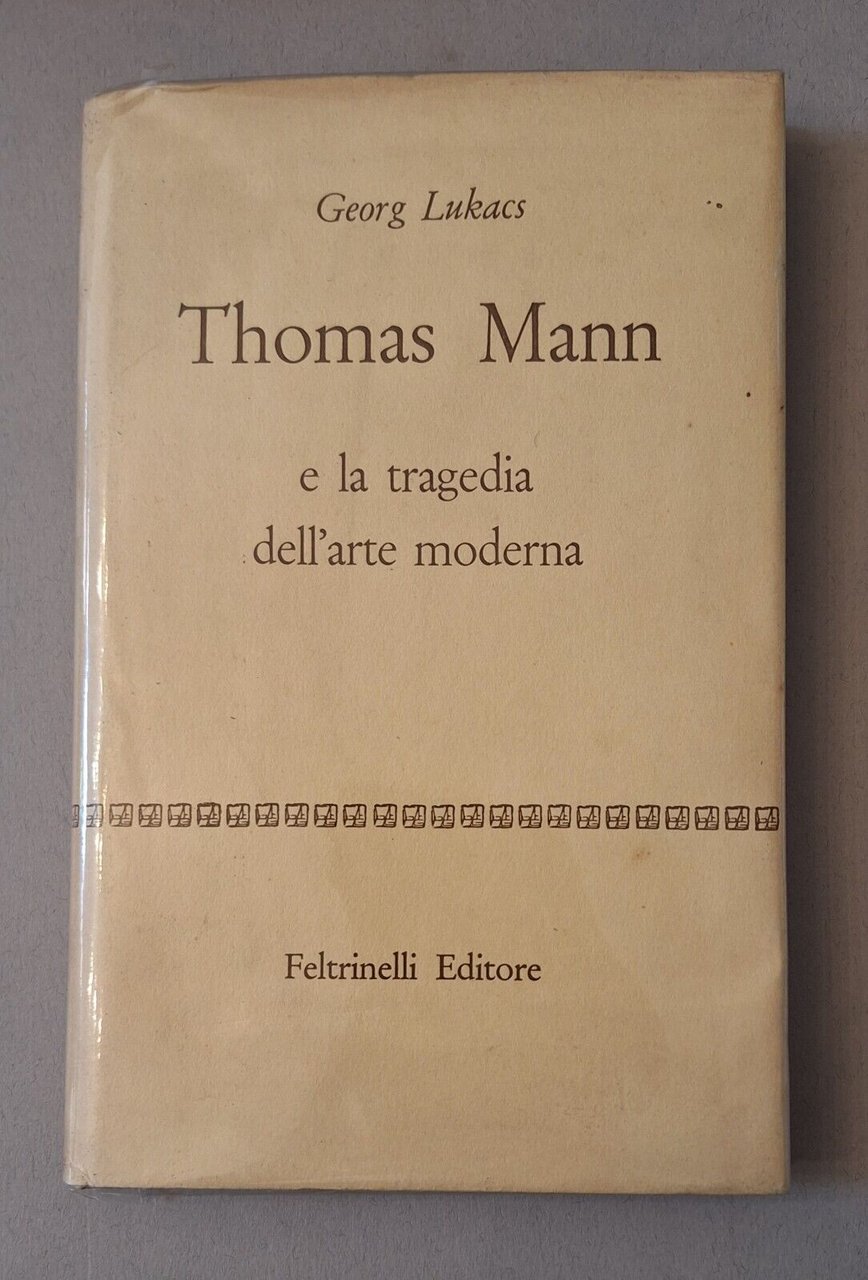 Georg Lukacs
Thomas Mann
e la tragedia
dell’arte moderna
Feltrinelli Editore